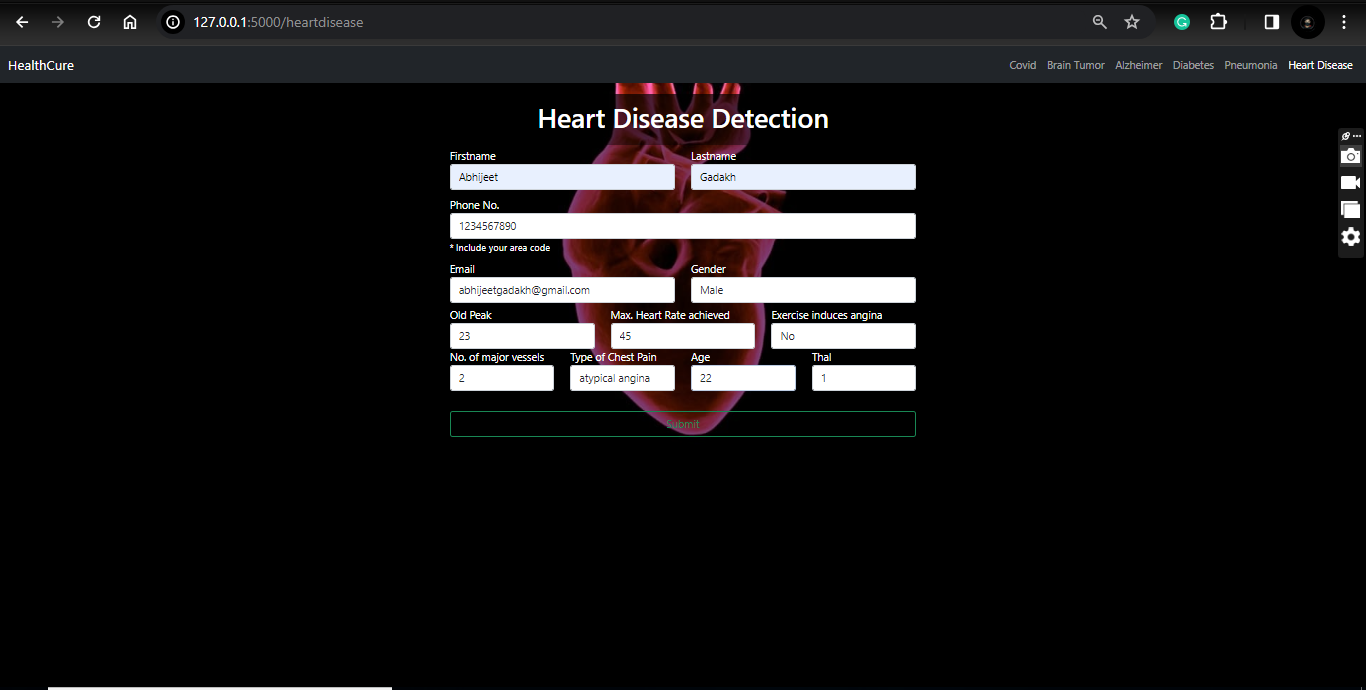 127.0.0.1:5000/heartdisease
HealthCure Covid Brain Tumor Alzheimer Diabetes Pneumonia Heart Disease
Heart Disease Detection
Firstname Lastname
Abhijeet Gadakh
Phone No.
1234567890
* Include your area code
Email Gender
abhijeetgadakh@gmail.com Male
Old Peak Max. Heart Rate achieved Exercise induces angina
23 45 No
No. of major vessels Type of Chest Pain Age Thal
2 atypical angina 22 1
Submit